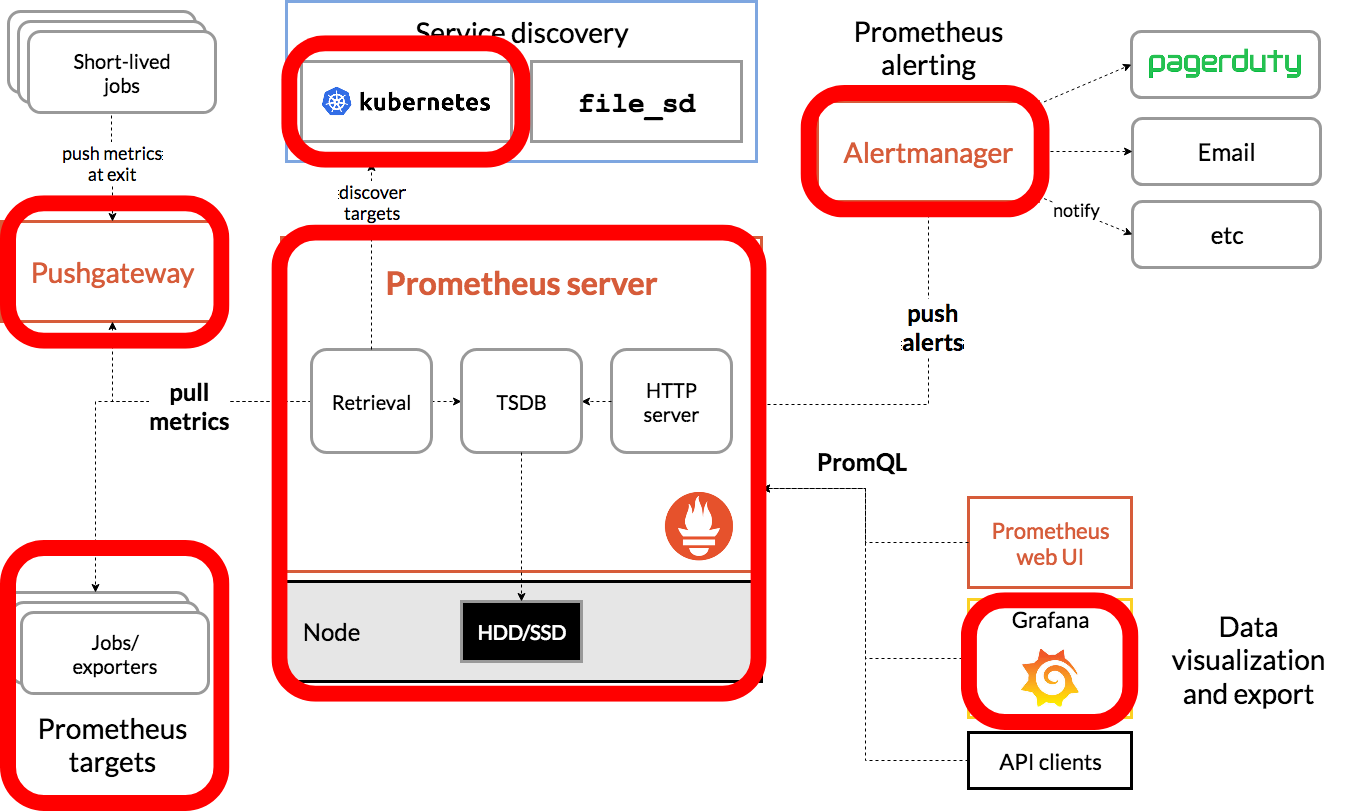 Short-lived
jobs
push metrics
at exit
Pushgateway
pull
metrics
Jobs/
exporters
Prometheus
targets
Service discovery
kubernetes
file_sd
discover
targets
Prometheus server
Retrieval
TSDB
HTTP
server
Node
HDD/SSD
Prometheus
alerting
Alertmanager
pagerduty
Email
etc
notify
push
alerts
PromQL
Prometheus
web UI
Grafana
API clients
Data
visualization
and export